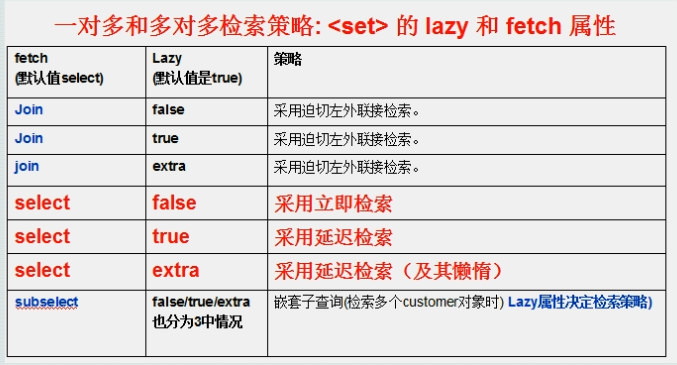 一对多和多对多检索策略: <set> 的 lazy 和 fetch 属性
fetch
(默认值select)
Lazy
(默认值是true)
策略
Join
false
采用迫切左外联接检索。
Join
true
采用迫切左外联接检索。
join
extra
采用迫切左外联接检索。
select
false
采用立即检索
select
true
采用延迟检索
select
extra
采用延迟检索（及其懒惰）
subselect
false/true/extra
也分为3中情况
嵌套子查询(检索多个customer对象时) Lazy属性决定检索策略)